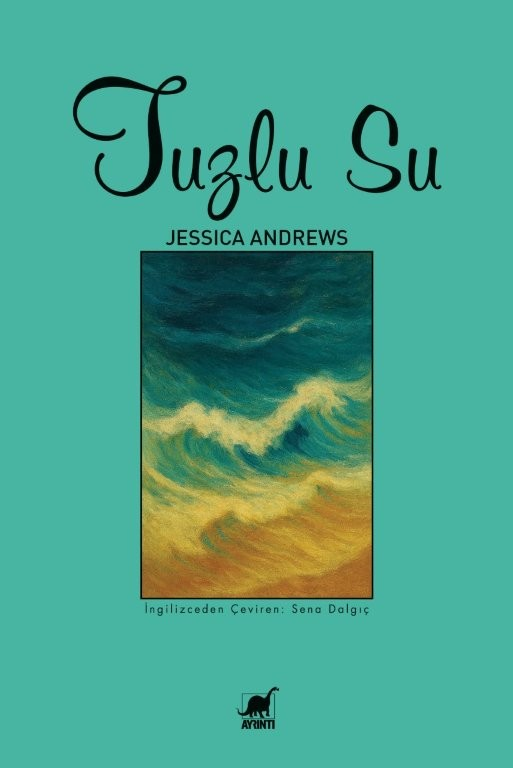 Tuzlu Su
JESSICA ANDREWS
İngilizceden Çeviren: Sena Dalgıç
AYRINTI